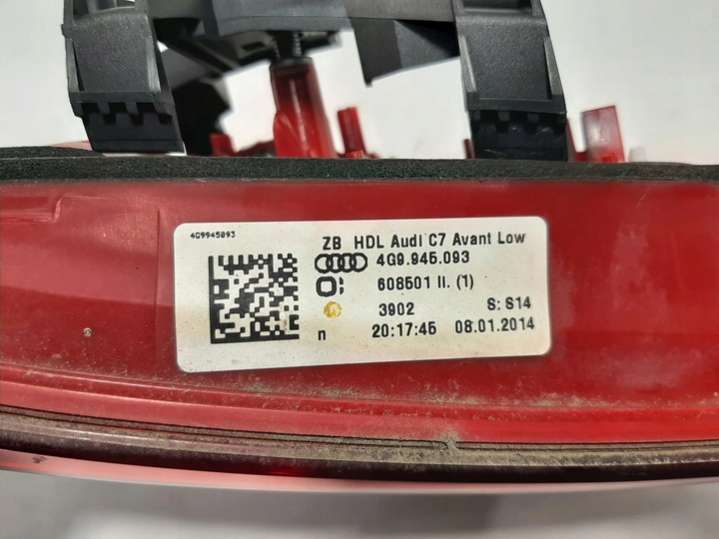 4G9945093
ZB HDL Audi C7 Avant Low
4G9.945.093
608501 II. (1)
3902 S: S14
n 20:17:45 08.01.2014